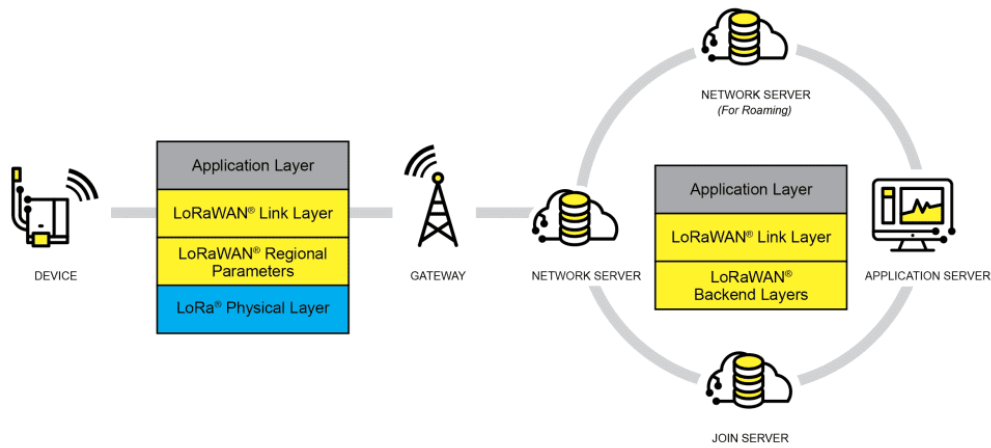 NETWORK SERVER
(For Roaming)
Application Layer
LoRaWAN® Link Layer
LoRaWAN® Regional
Parameters
LoRa® Physical Layer
DEVICE
GATEWAY
NETWORK SERVER
Application Layer
LoRaWAN® Link Layer
LoRaWAN®
Backend Layers
APPLICATION SERVER
JOIN SERVER